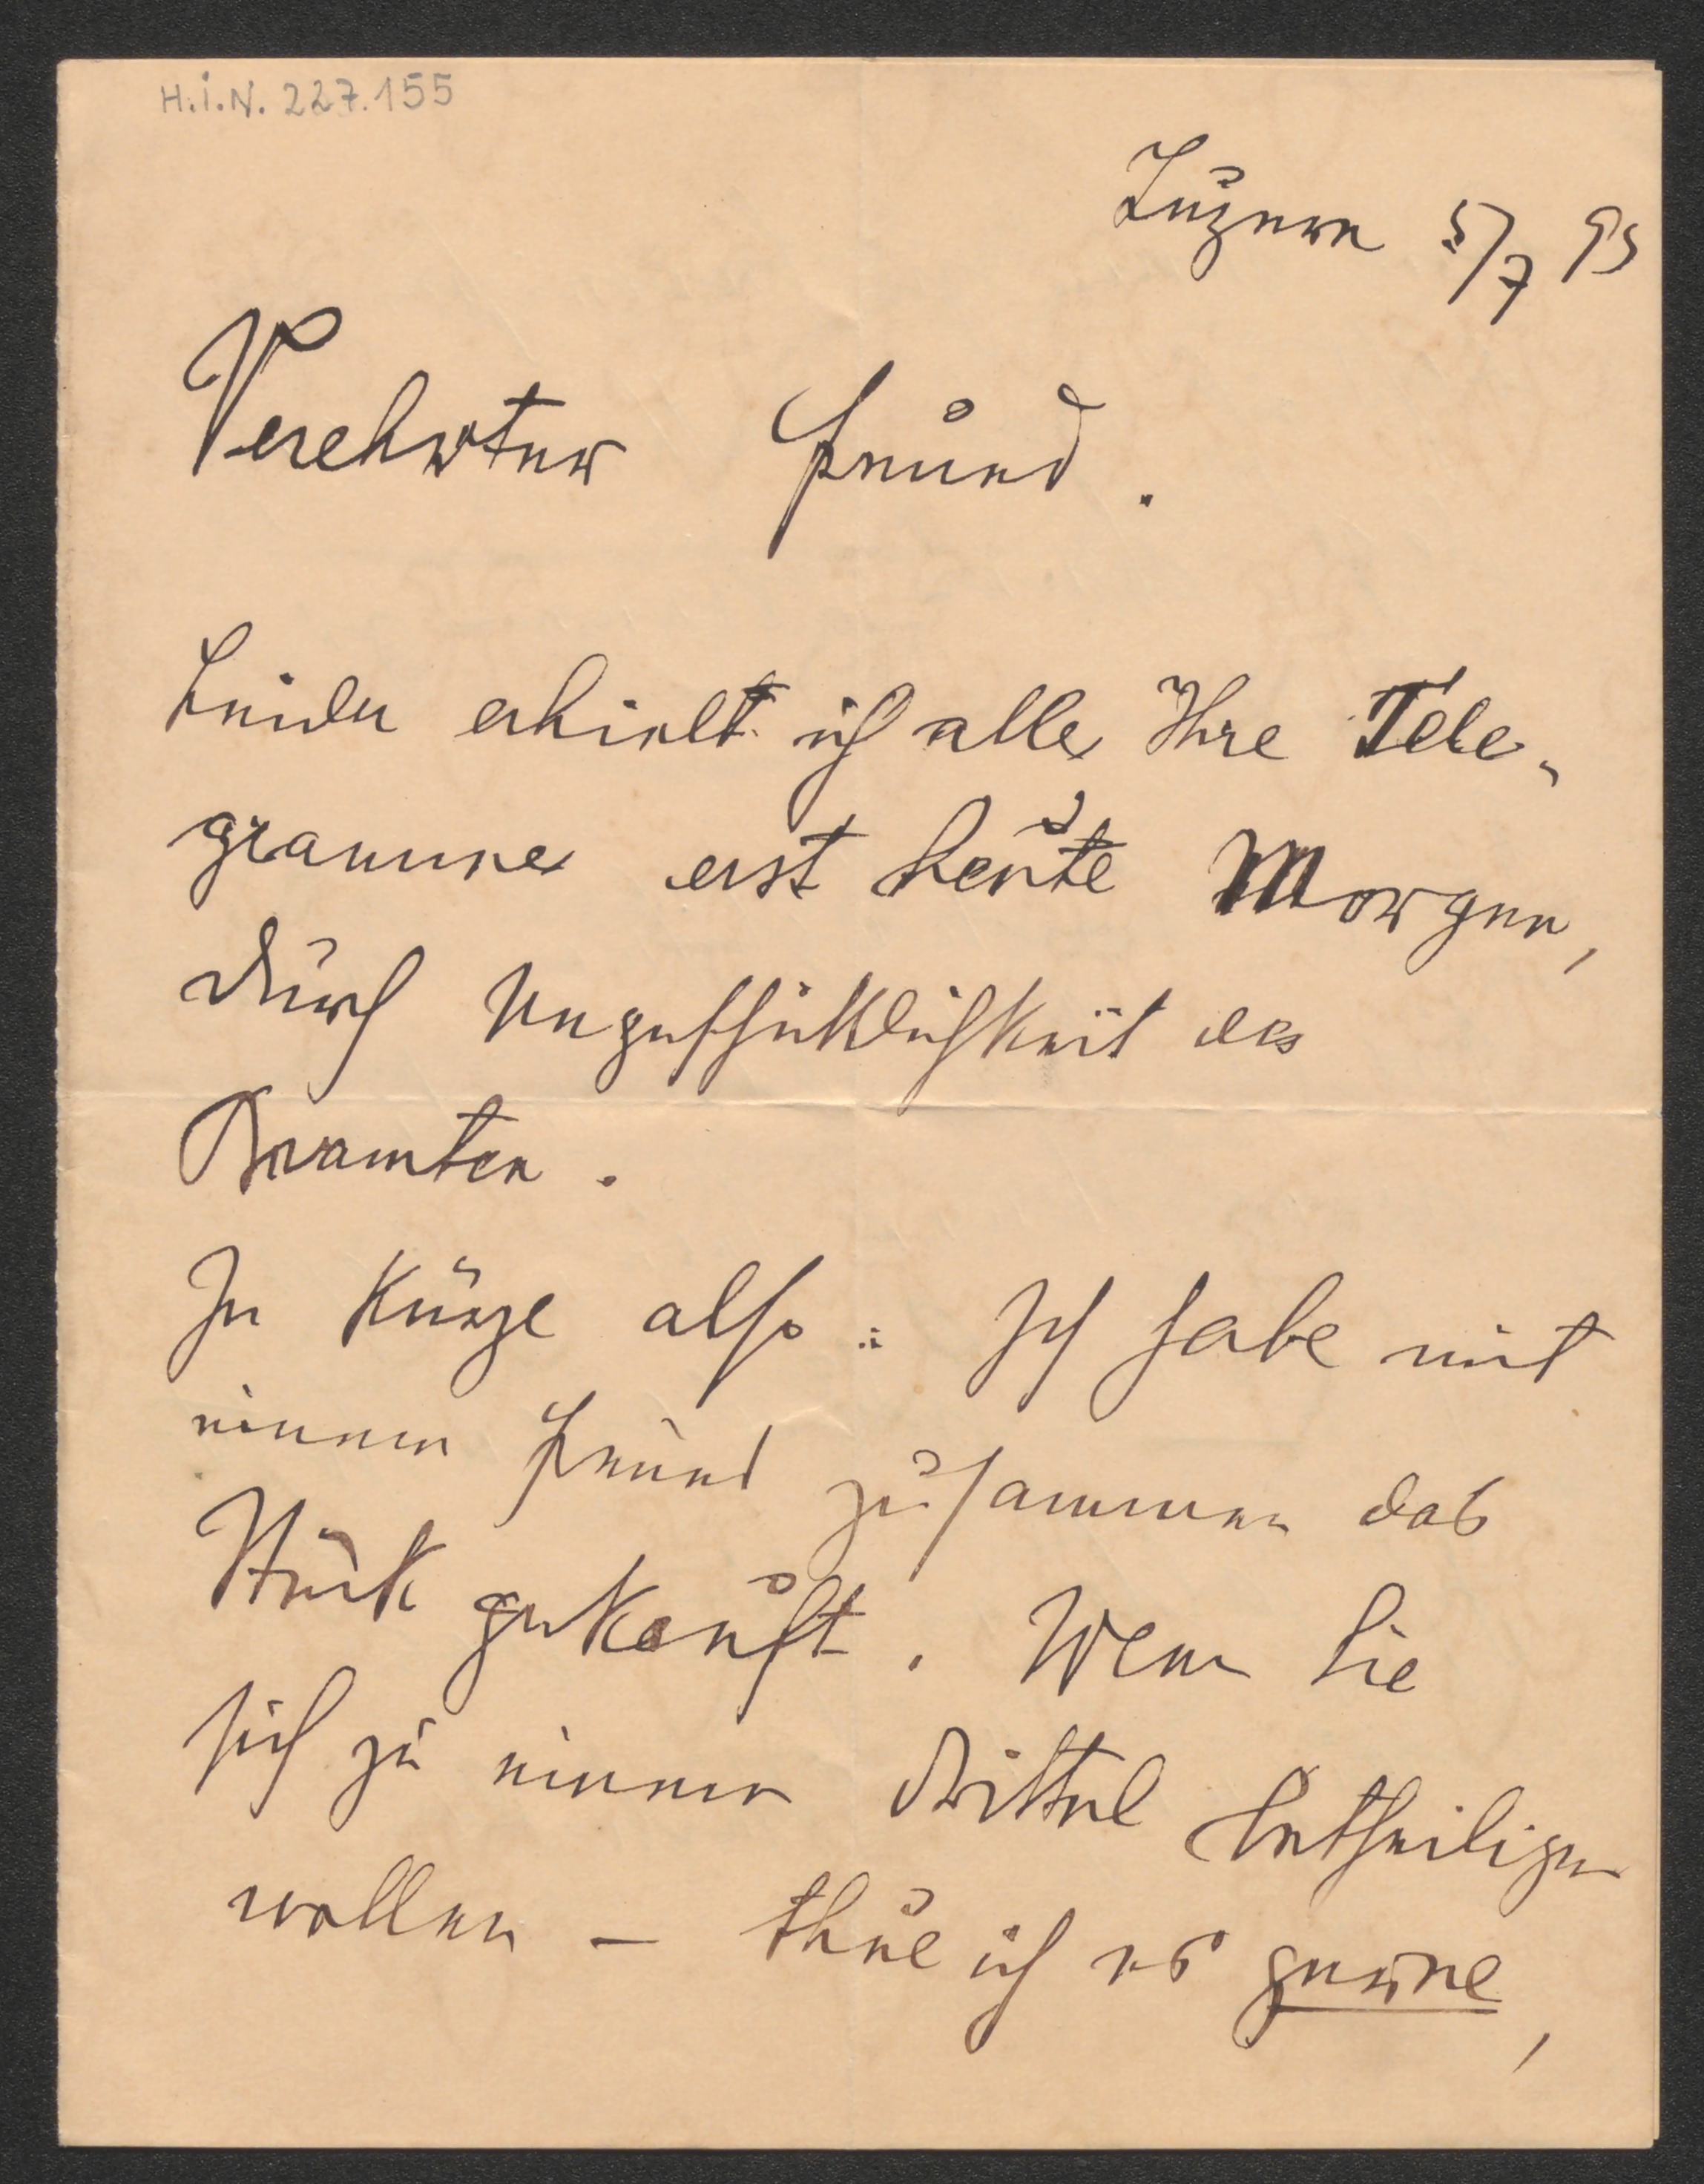 H.I.N. 227.155
Luzern 5/7 95
Verehrter Freund.
Leider erhielt ich alle Ihre Tele-
gramme erst heute Morgen,
durch Ungeschicklichkeit des
Beamten.
In Kürze also: Ich habe mit
einem Freund zusammen das
Stück gekauft. Wenn Sie
sich zu einem Drittel betheiligen
wollen – thue ich es gerne,